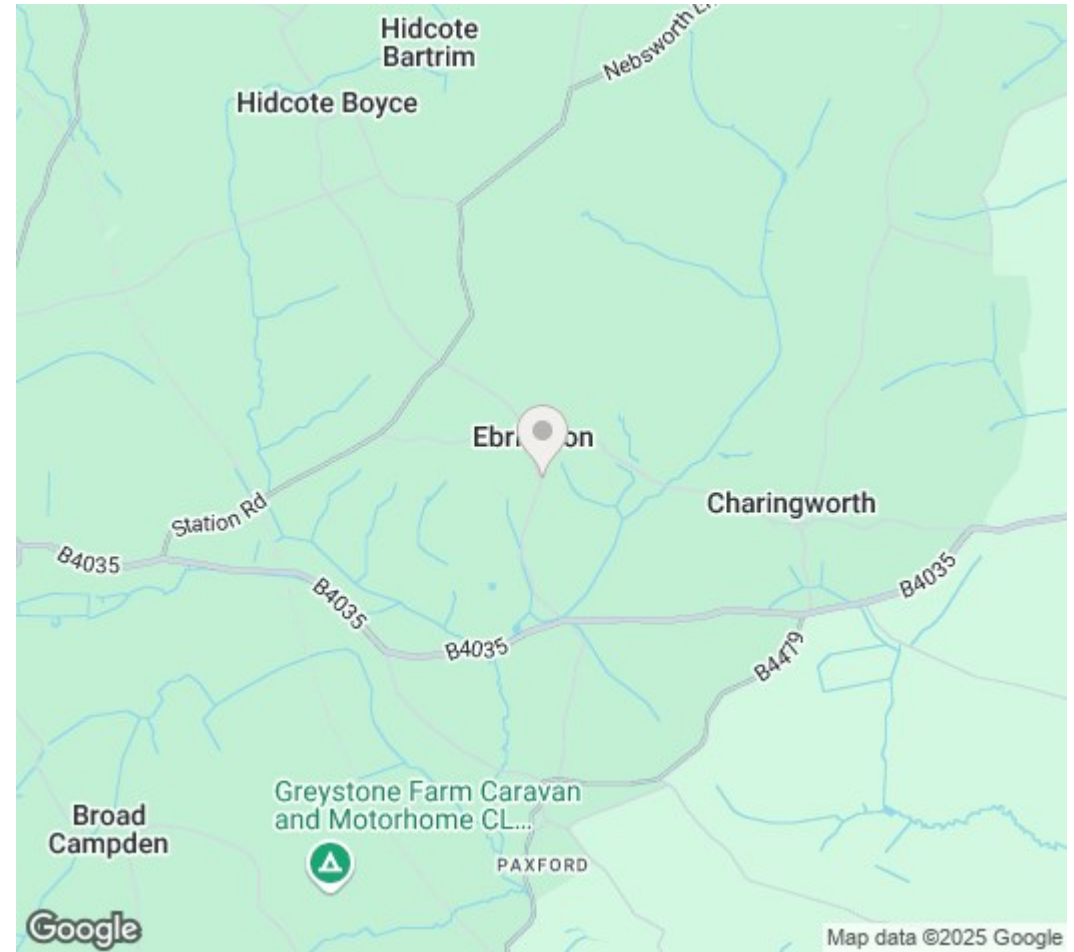 Hidcote
Bartrim
Nebsworth Ln
Hidcote Boyce
Charingworth
Station Rd
B4035
B4035
B4035
B4035
B4479
Greystone Farm Caravan
and Motorhome CL...
Broad
Campden
PAXFORD
Google
Map data ©2025 Google